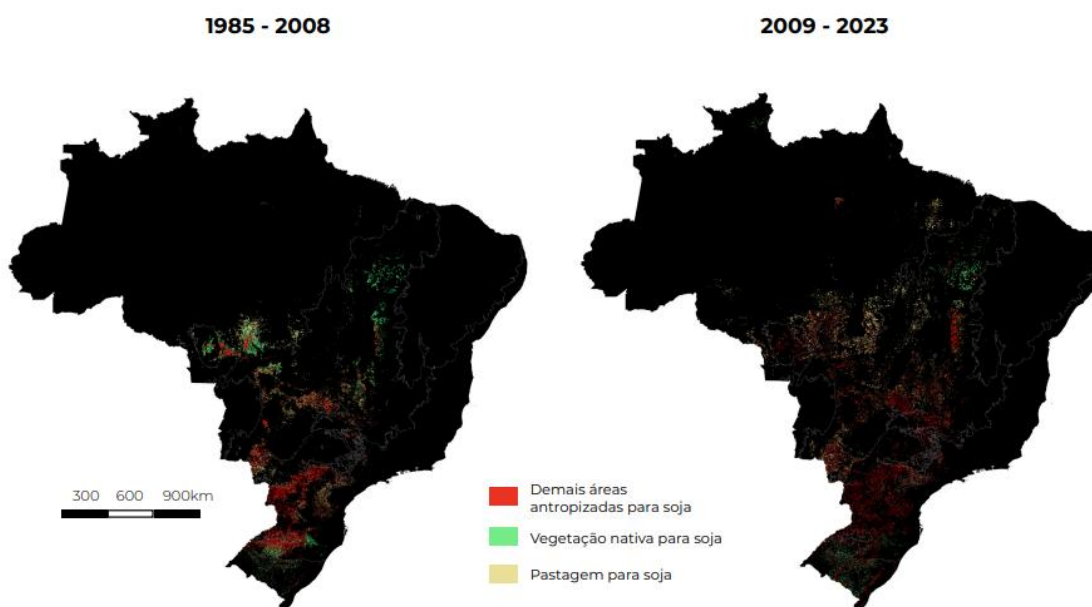 1985 - 2008
2009 - 2023
300 600 900km
Demais áreas
antropizadas para soja
Vegetação nativa para soja
Pastagem para soja